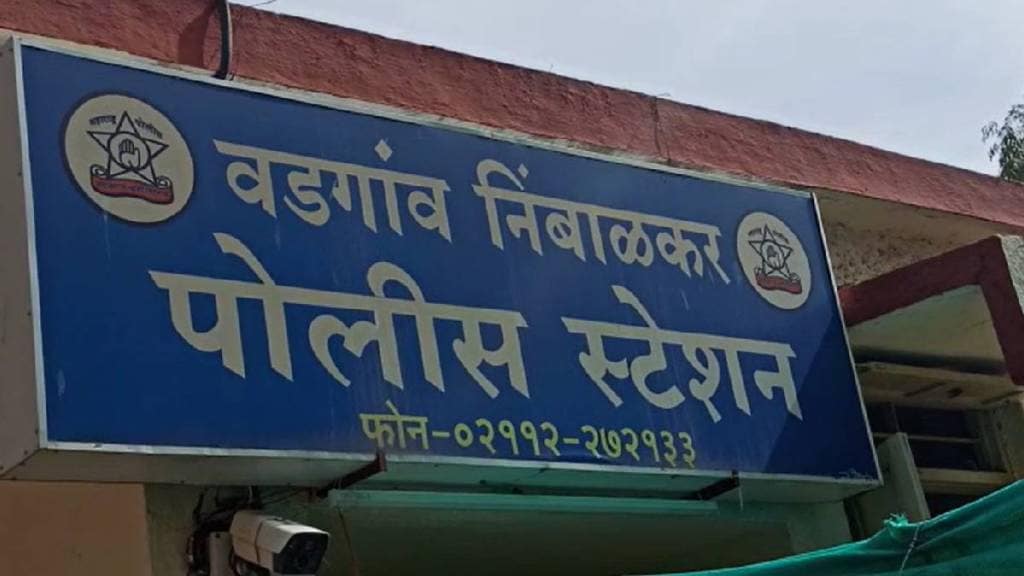 वडगांव निंबाळकर
पोलीस स्टेशन
फोन-०२११२-२७२१३३